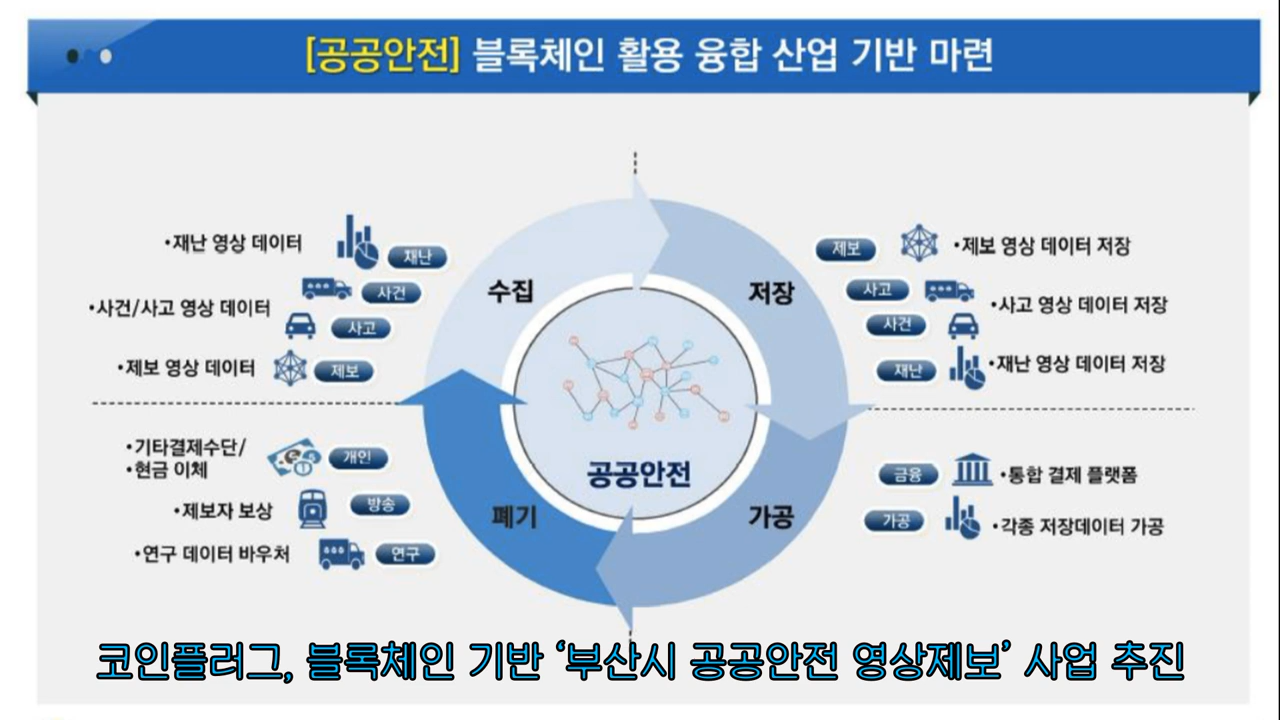 [공공안전] 블록체인 활용 융합 산업 기반 마련
•재난 영상 데이터
재난
•사건/사고 영상 데이터
사건
사고
•제보 영상 데이터
제보
수집
저장
제보
•제보 영상 데이터 저장
사고
•사고 영상 데이터 저장
사건
재난
•재난 영상 데이터 저장
공공안전
•기타결제수단/
•현금 이체
개인
•제보자 보상
방송
•연구 데이터 바우처
연구
폐기
가공
금융
•통합 결제 플랫폼
가공
•각종 저장데이터 가공
코인플러그, 블록체인 기반 ‘부산시 공공안전 영상제보’ 사업 추진